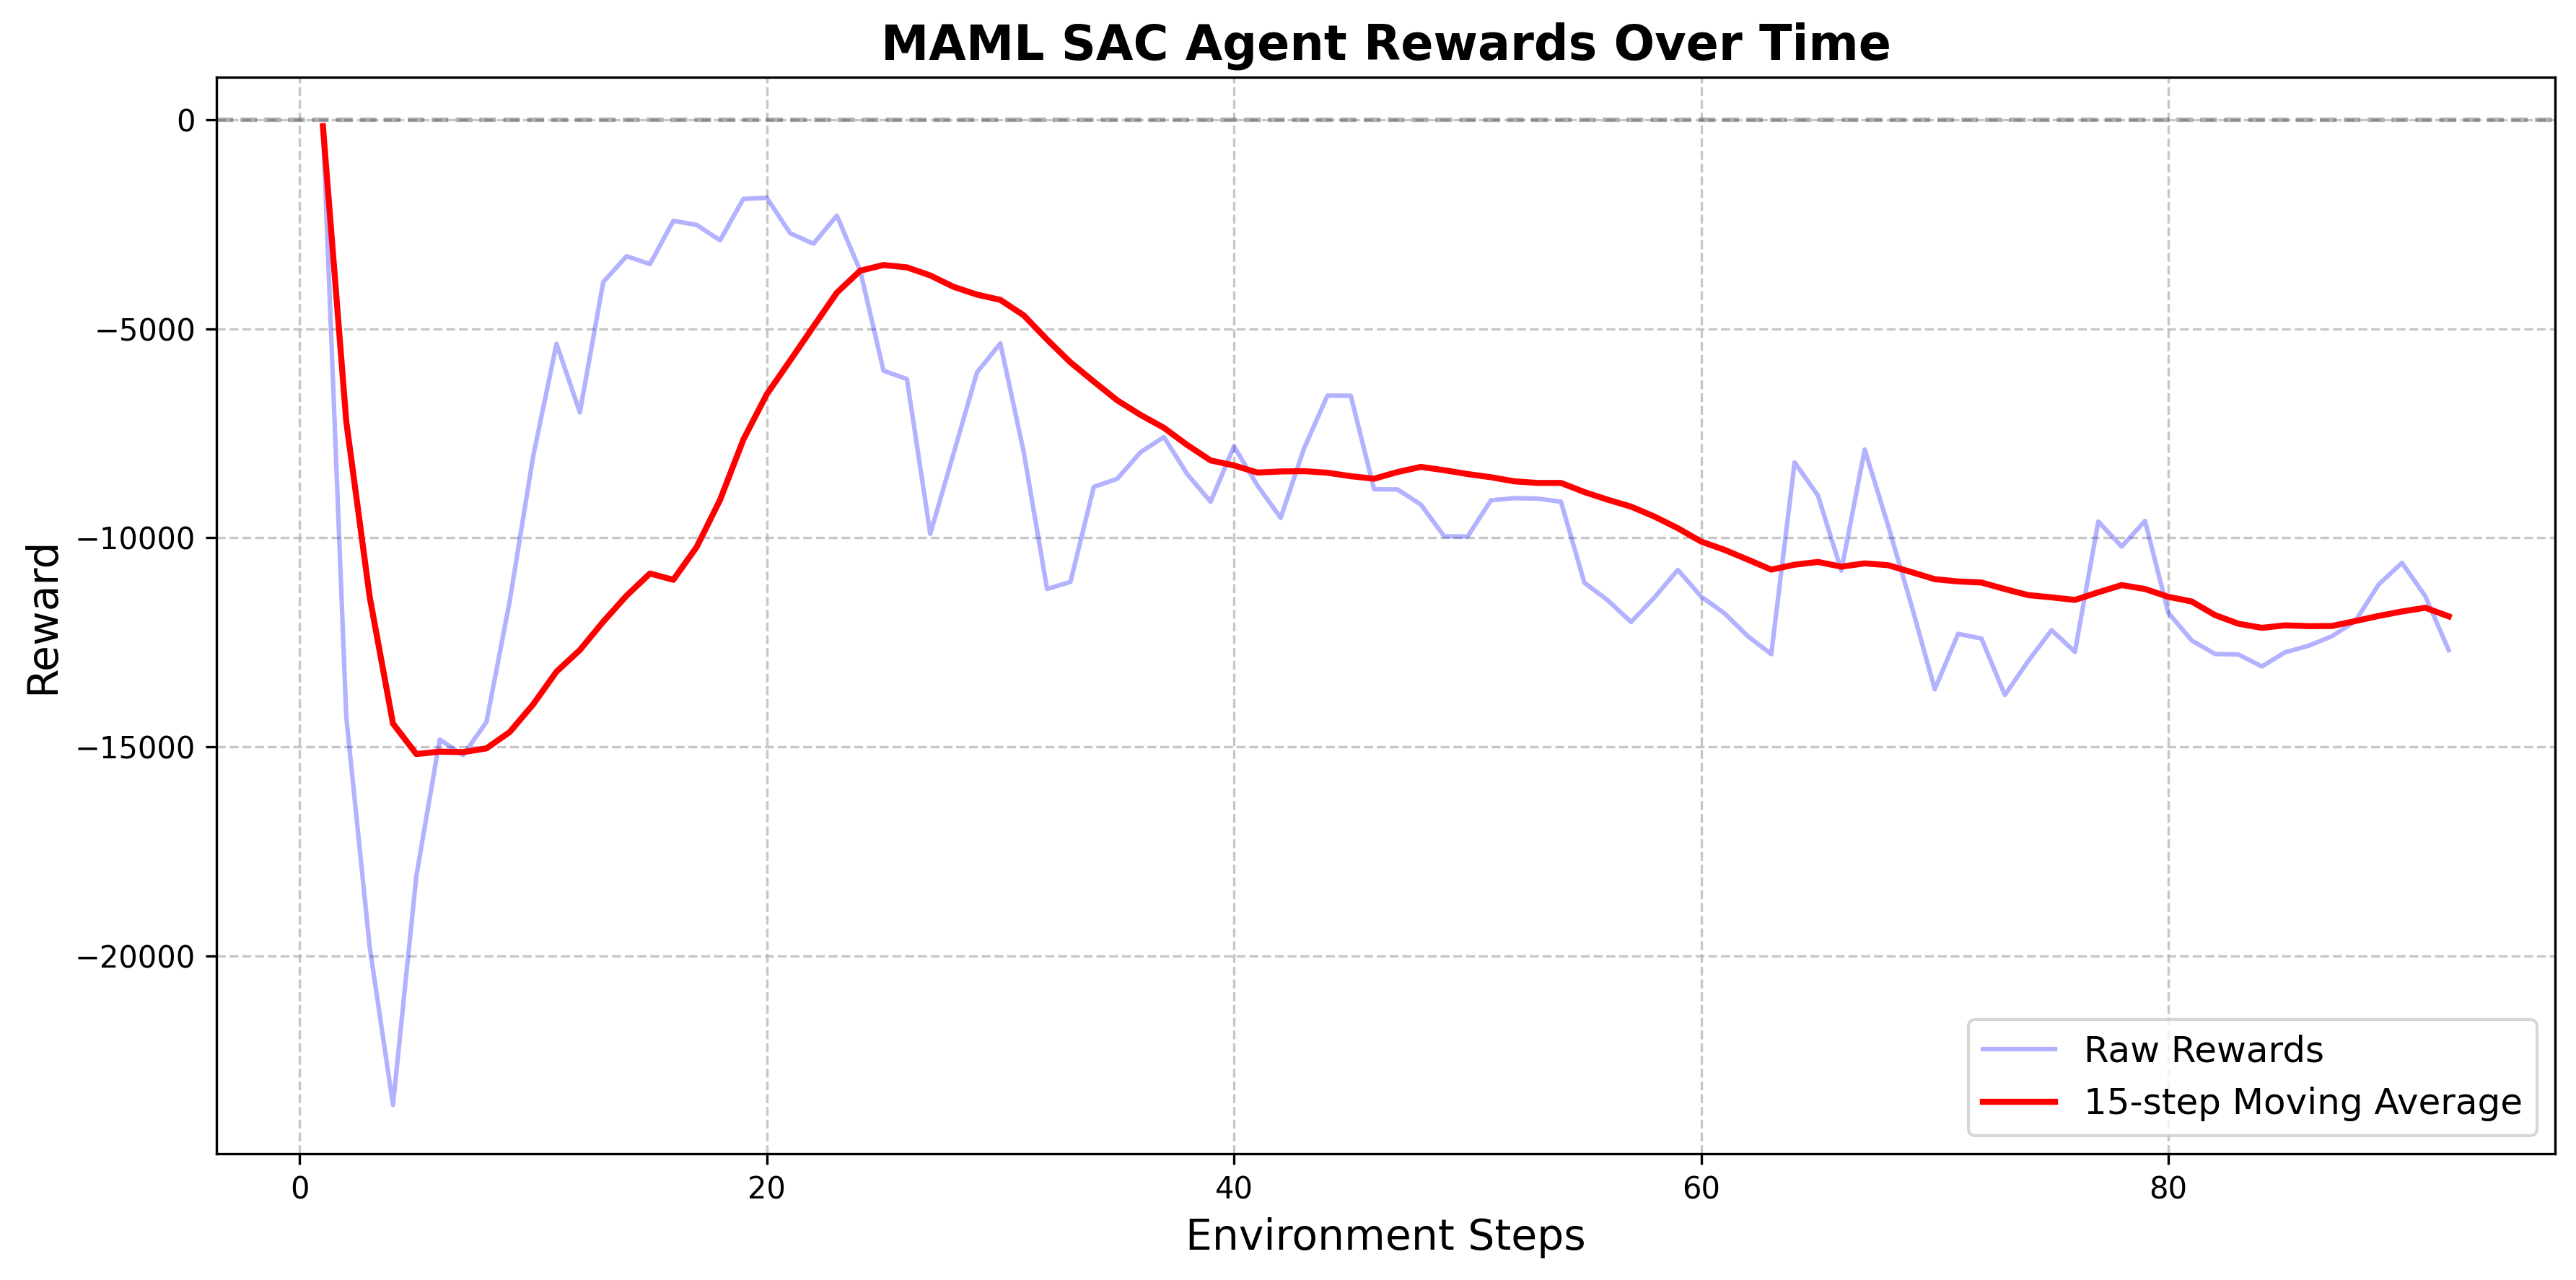 MAML SAC Agent Rewards Over Time
Reward
0
−5000
−10000
−15000
−20000
0 20 40 60 80
Environment Steps
Raw Rewards
15-step Moving Average